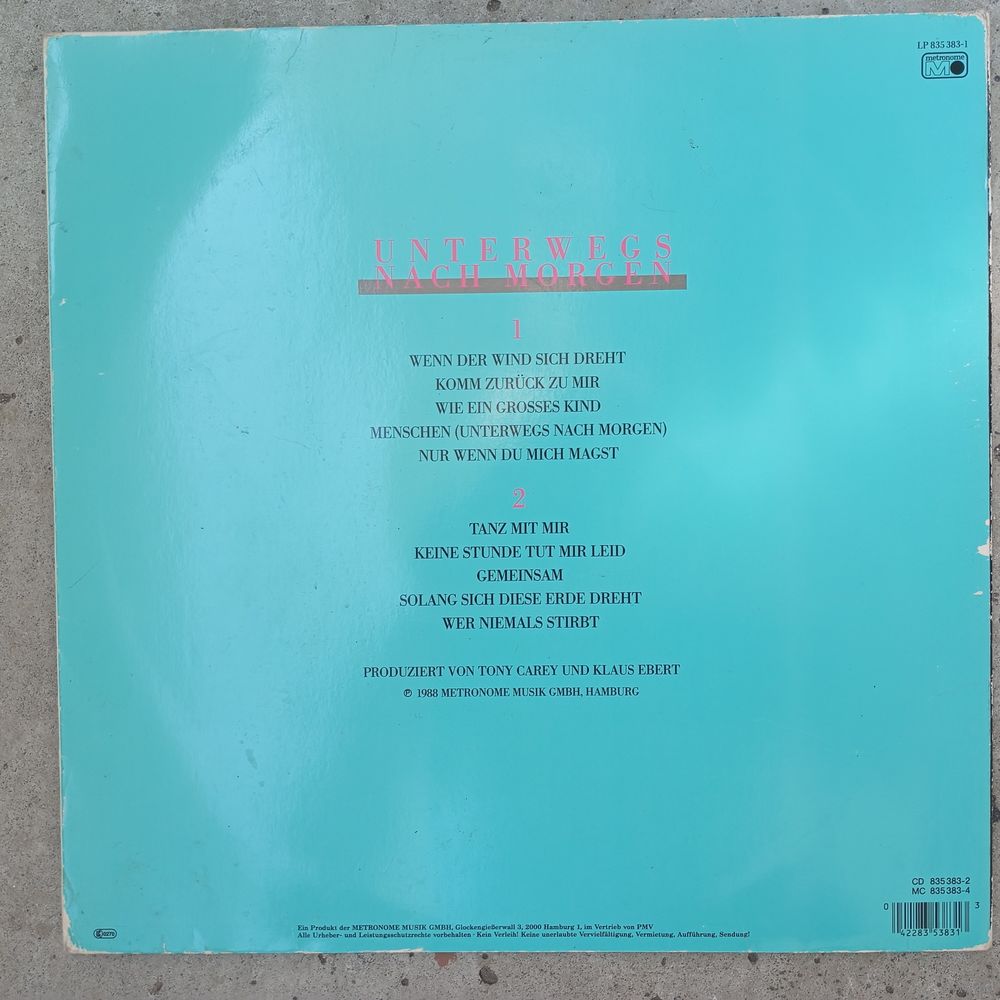 LP 835 383-1
metronome
UNTERWEGS
NACH MORGEN
1
WENN DER WIND SICH DREHT
KOMM ZURÜCK ZU MIR
WIE EIN GROSSES KIND
MENSCHEN (UNTERWEGS NACH MORGEN)
NUR WENN DU MICH MAGST
2
TANZ MIT MIR
KEINE STUNDE TUT MIR LEID
GEMEINSAM
SOLANG SICH DIESE ERDE DREHT
WER NIEMALS STIRBT
PRODUZIERT VON TONY CAREY UND KLAUS EBERT
℗ 1988 METRONOME MUSIK GMBH, HAMBURG
CD 835 383-2
MC 835 383-4
0 42283 53831 3
Ein Produkt der METRONOME MUSIK GMBH, Glockengießerwall 3, 2000 Hamburg 1, im Vertrieb von PMV
Alle Urheber- und Leistungsschutzrechte vorbehalten · Kein Verleih! Keine unerlaubte Vervielfältigung, Vermietung, Aufführung, Sendung!